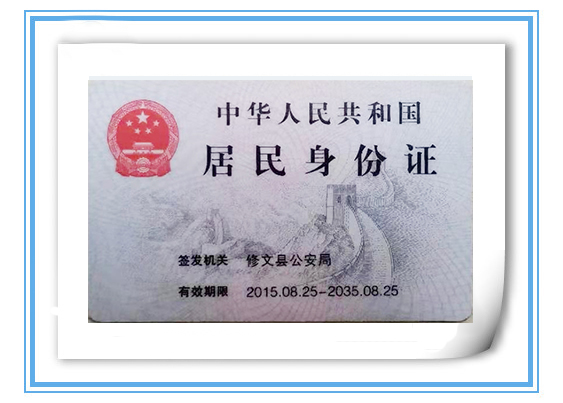 中华人民共和国
居民身份证
签发机关 修文县公安局
有效期限 2015.08.25-2035.08.25